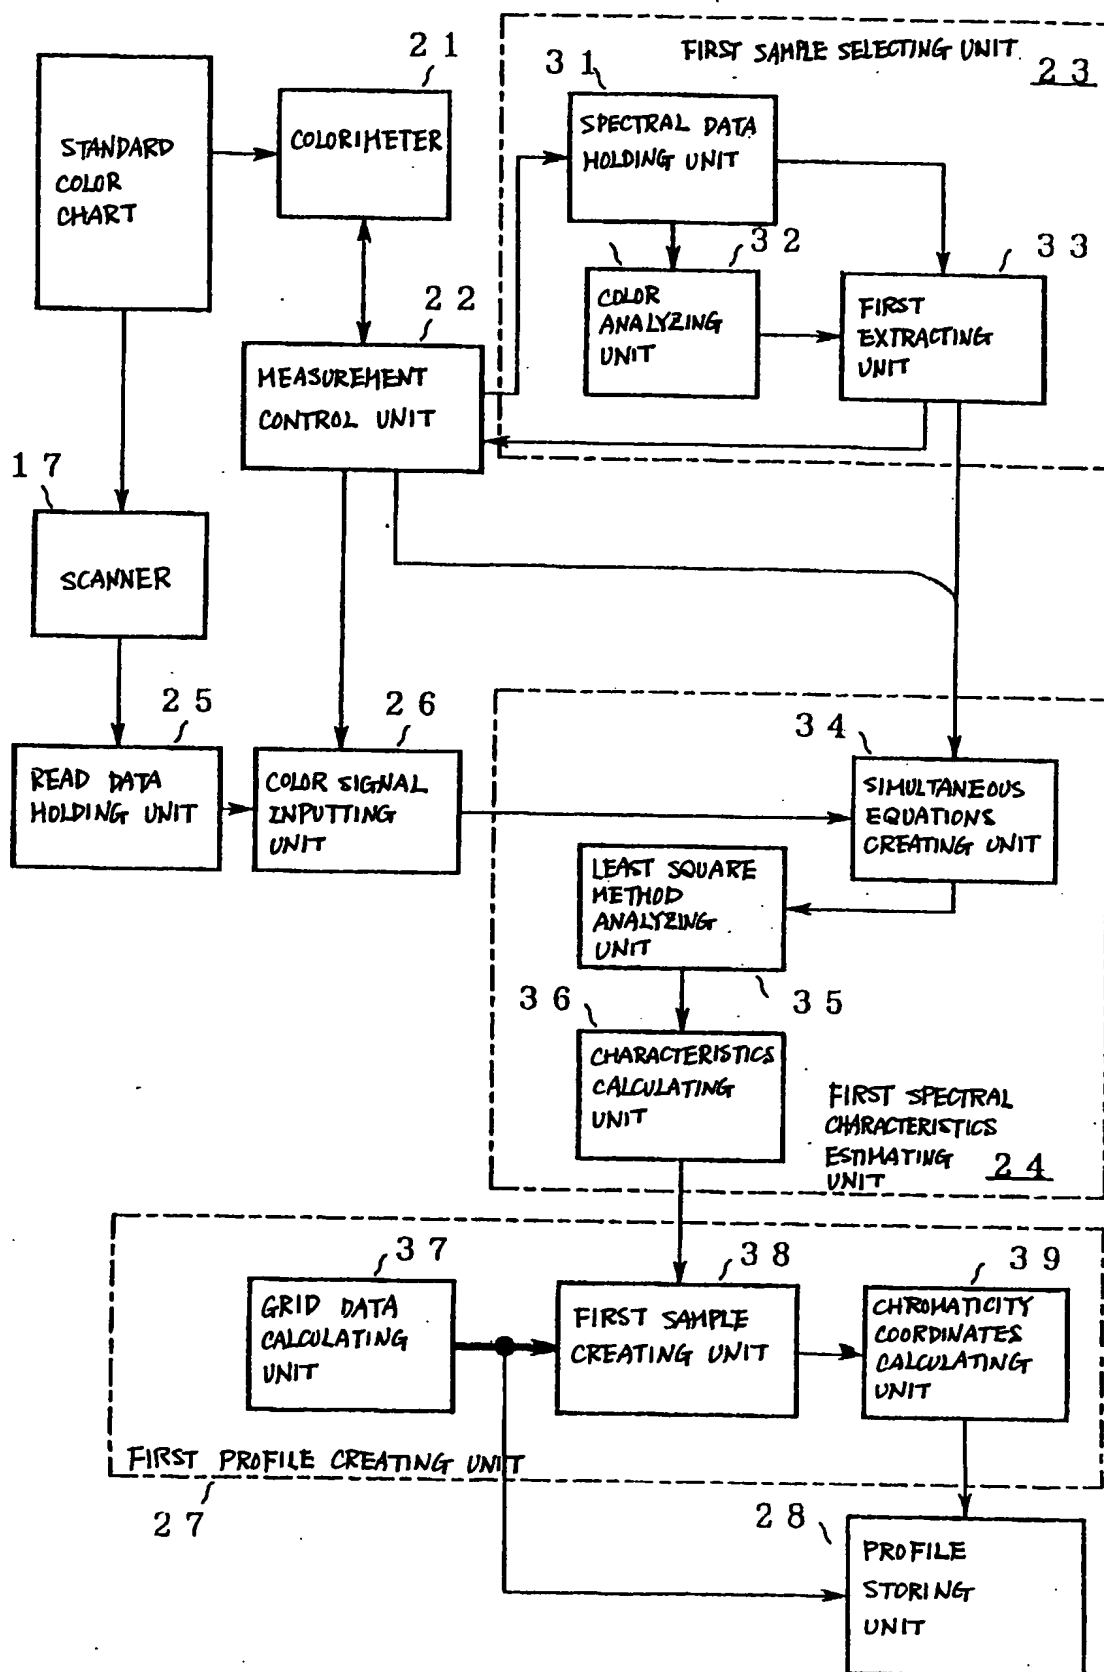 21
FIRST SAMPLE SELECTING UNIT
23
31
STANDARD
COLOR
CHART
COLORIMETER
SPECTRAL DATA
HOLDING UNIT
32
33
22
COLOR
ANALYZING
UNIT
FIRST
EXTRACTING
UNIT
MEASUREMENT
CONTROL UNIT
17
SCANNER
25
26
34
READ DATA
HOLDING UNIT
COLOR SIGNAL
INPUTTING
UNIT
SIMULTANEOUS
EQUATIONS
CREATING UNIT
LEAST SQUARE
METHOD
ANALYZING
UNIT
35
36
CHARACTERISTICS
CALCULATING
UNIT
FIRST SPECTRAL
CHARACTERISTICS
ESTIMATING
UNIT
24
37
38
39
GRID DATA
CALCULATING
UNIT
FIRST SAMPLE
CREATING UNIT
CHROMATICITY
COORDINATES
CALCULATING
UNIT
FIRST PROFILE CREATING UNIT
27
28
PROFILE
STORING
UNIT